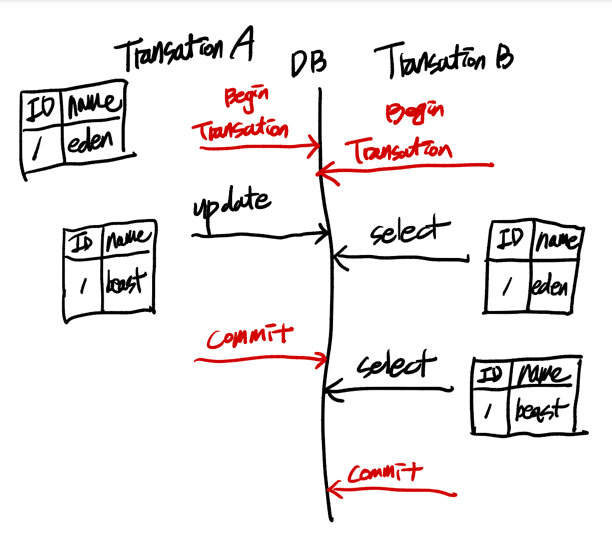 Transation A
DB
Transation B
ID name
1 eden
Begin
Transation
Begin
Transation
update
select
ID name
1 beast
ID name
1 eden
commit
select
ID name
1 beast
commit